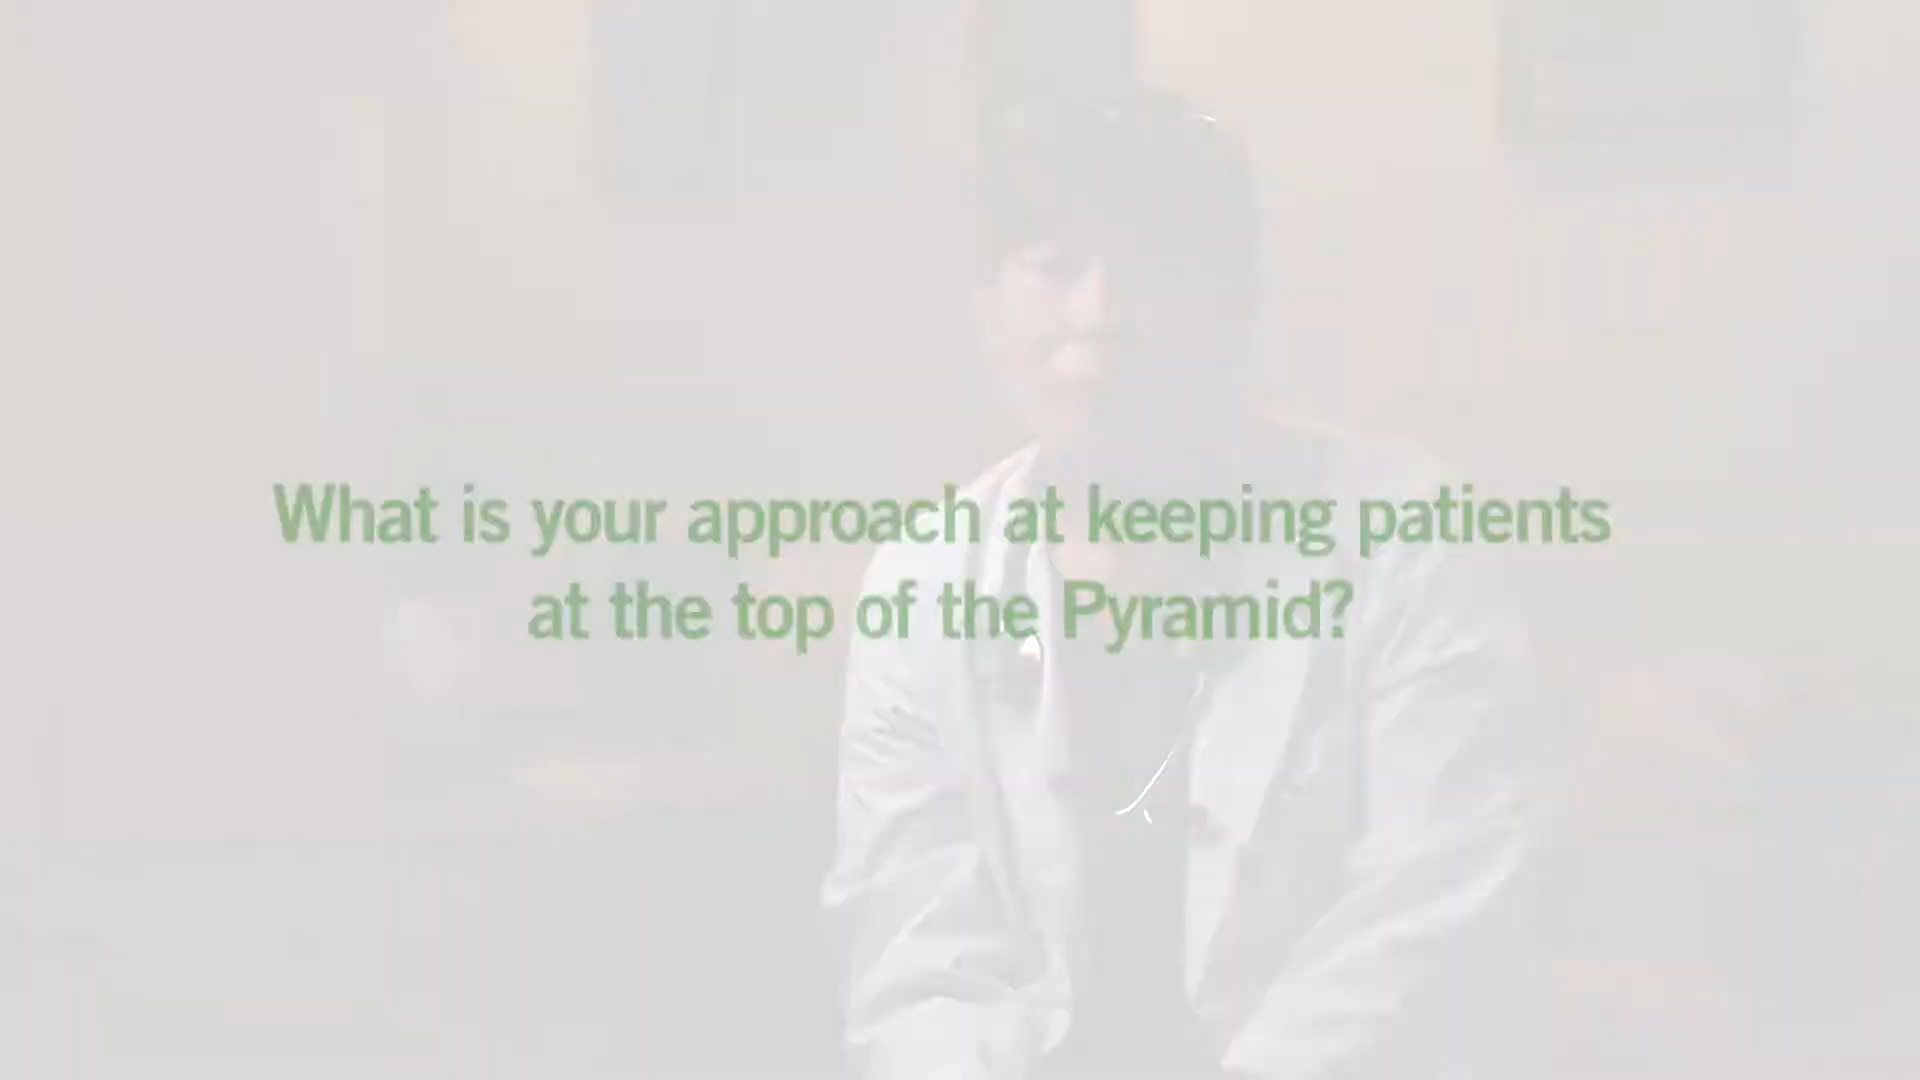 What is your approach at keeping patients
at the top of the Pyramid?